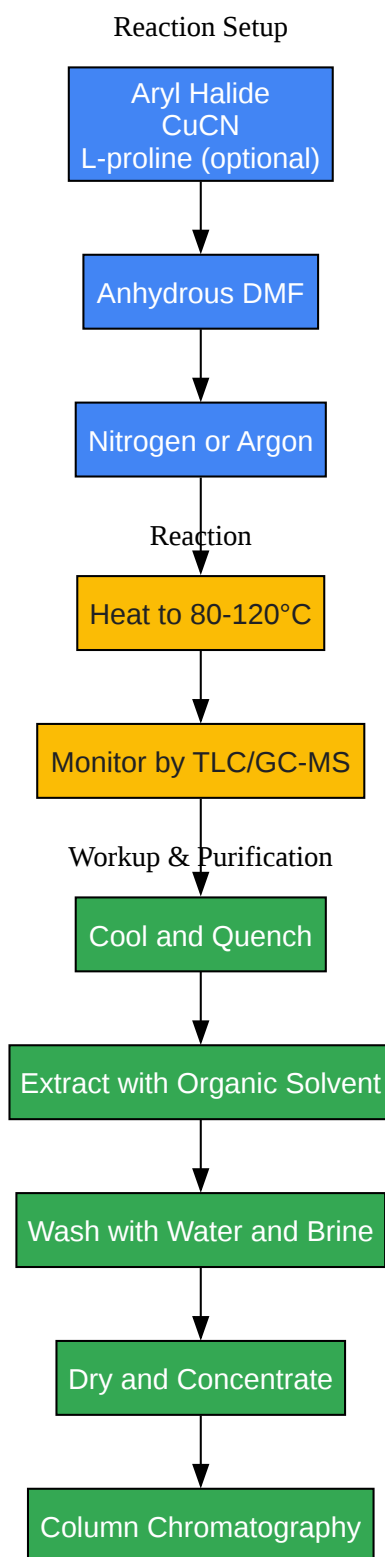 Reaction Setup
Aryl Halide
CuCN
L-proline (optional)
Anhydrous DMF
Nitrogen or Argon
Reaction
Heat to 80-120°C
Monitor by TLC/GC-MS
Workup & Purification
Cool and Quench
Extract with Organic Solvent
Wash with Water and Brine
Dry and Concentrate
Column Chromatography